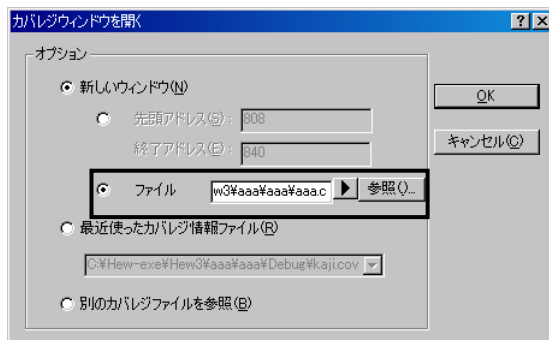 カバレジウィンドウを開く
オプション
新しいウィンドウ(N)
先頭アドレス(S): 808
終了アドレス(E): 840
ファイル w3¥aaa¥aaa¥aaa.c 参照()...
最近使ったカバレジ情報ファイル(R)
C:¥Hew-exe¥Hew3¥aaa¥aaa¥Debug¥kaji.cov
別のカバレジファイルを参照(B)
OK
キャンセル(C)